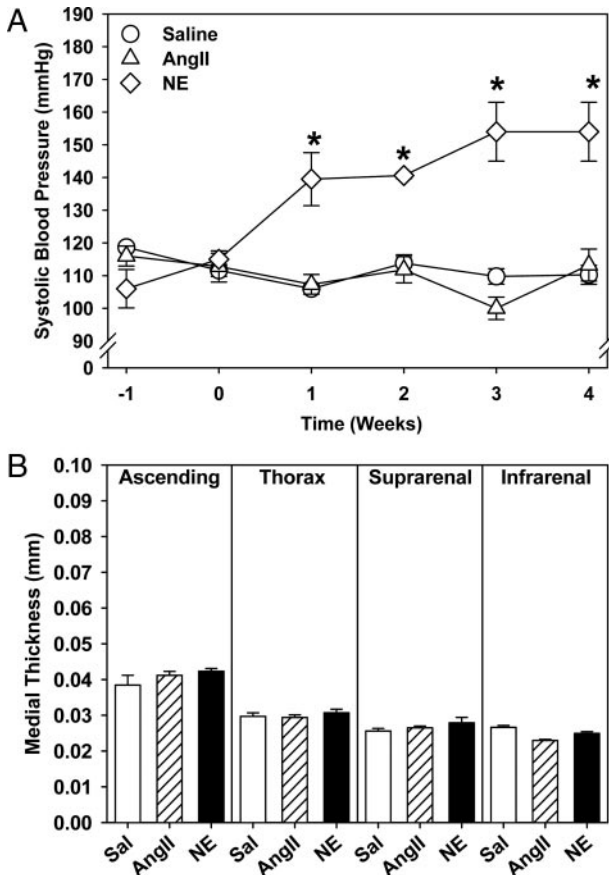 A
Systolic Blood Pressure (mmHg)
190
180
170
160
150
140
130
120
110
100
90
0
Saline
AngII
NE
*
*
*
*
-1
0
1
2
3
4
Time (Weeks)
B
Medial Thickness (mm)
0.10
0.09
0.08
0.07
0.06
0.05
0.04
0.03
0.02
0.01
0.00
Ascending
Thorax
Suprarenal
Infrarenal
Sal
AngII
NE
Sal
AngII
NE
Sal
AngII
NE
Sal
AngII
NE